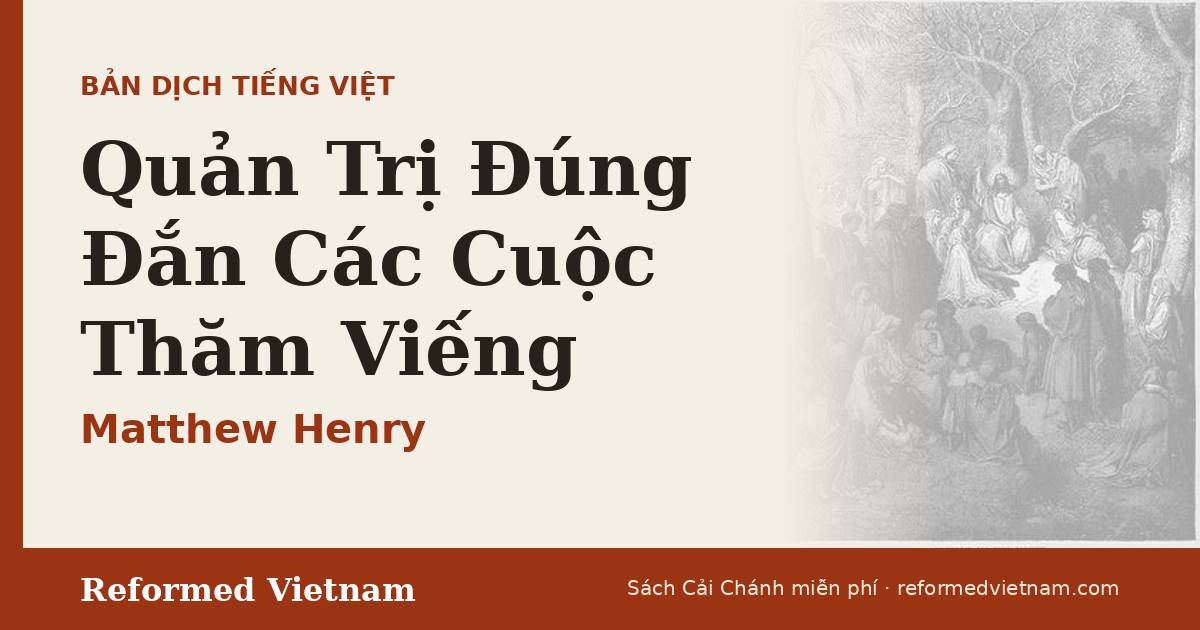 BẢN DỊCH TIẾNG VIỆT
Quản Trị Đúng
Đắn Các Cuộc
Thăm Viếng
Matthew Henry
Reformed Vietnam
Sách Cải Chánh miễn phí · reformedvietnam.com